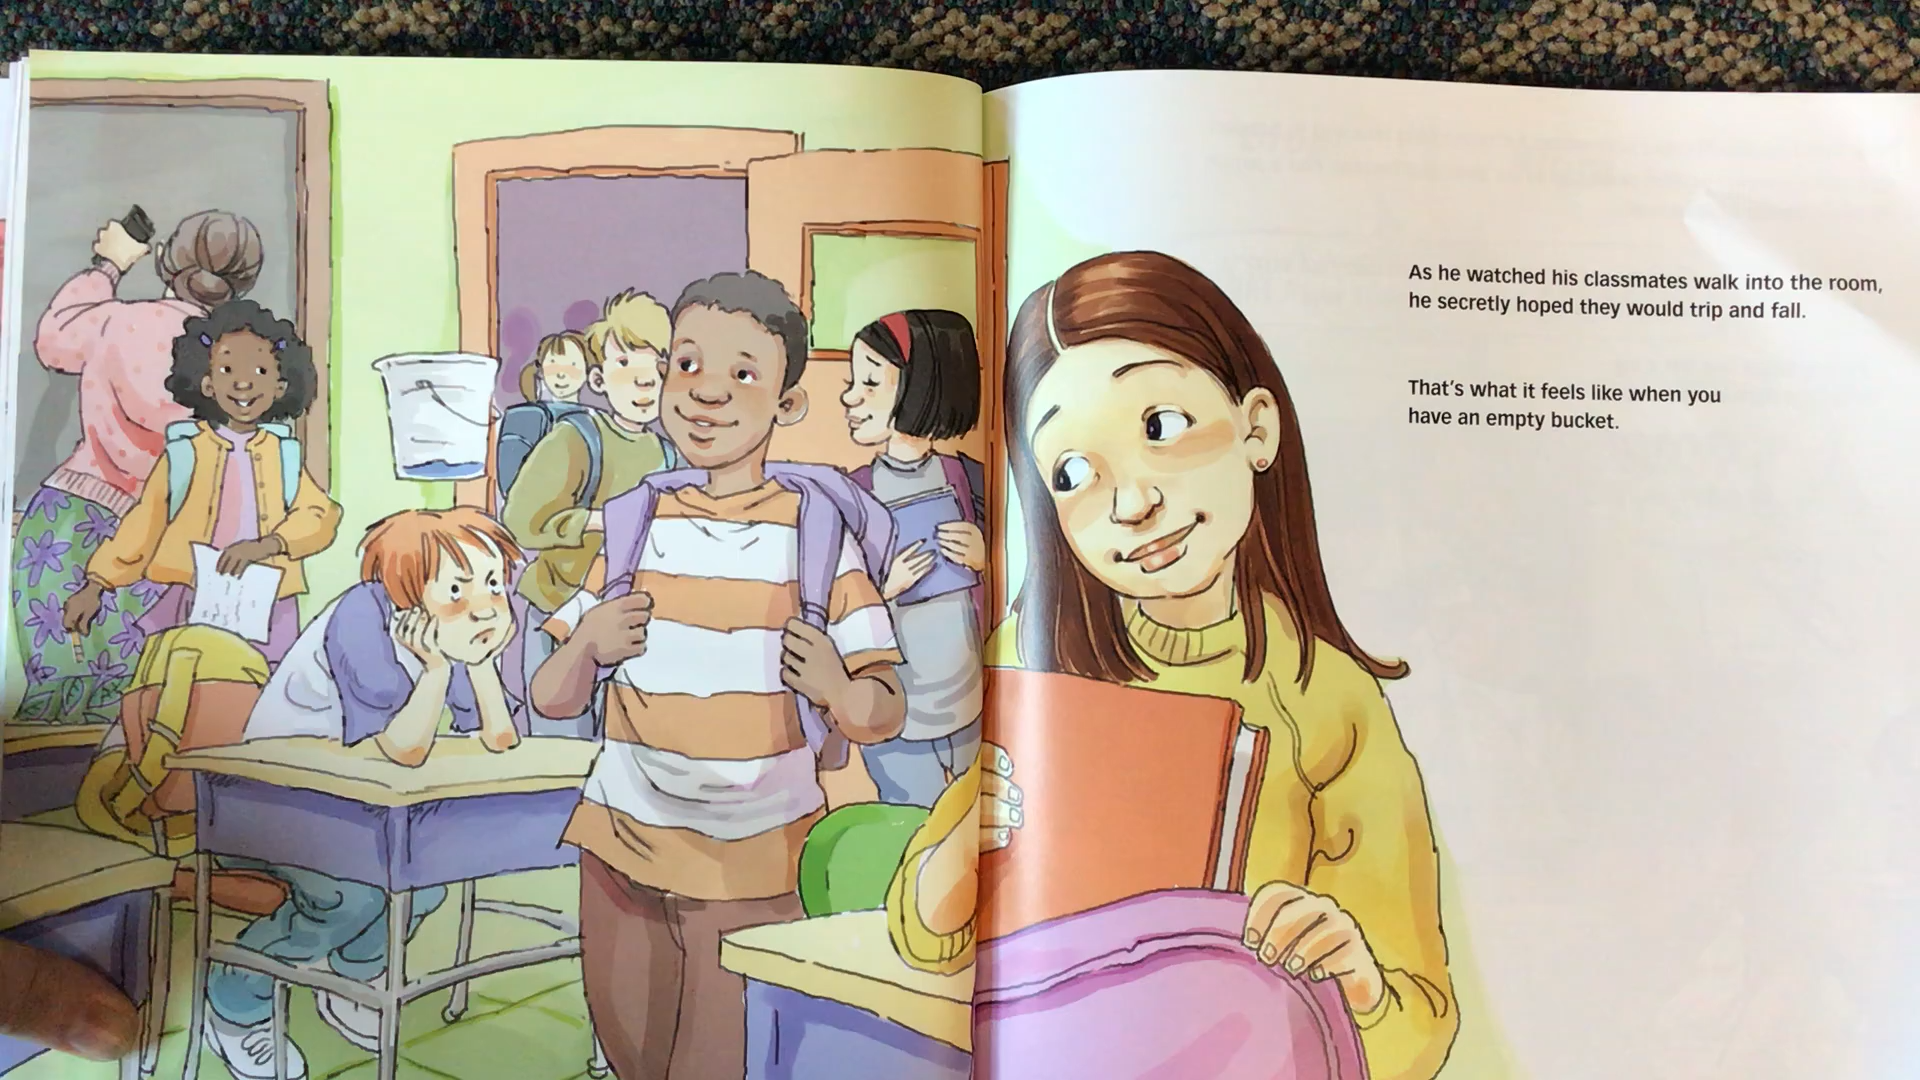 As he watched his classmates walk into the room,
he secretly hoped they would trip and fall.
That's what it feels like when you
have an empty bucket.